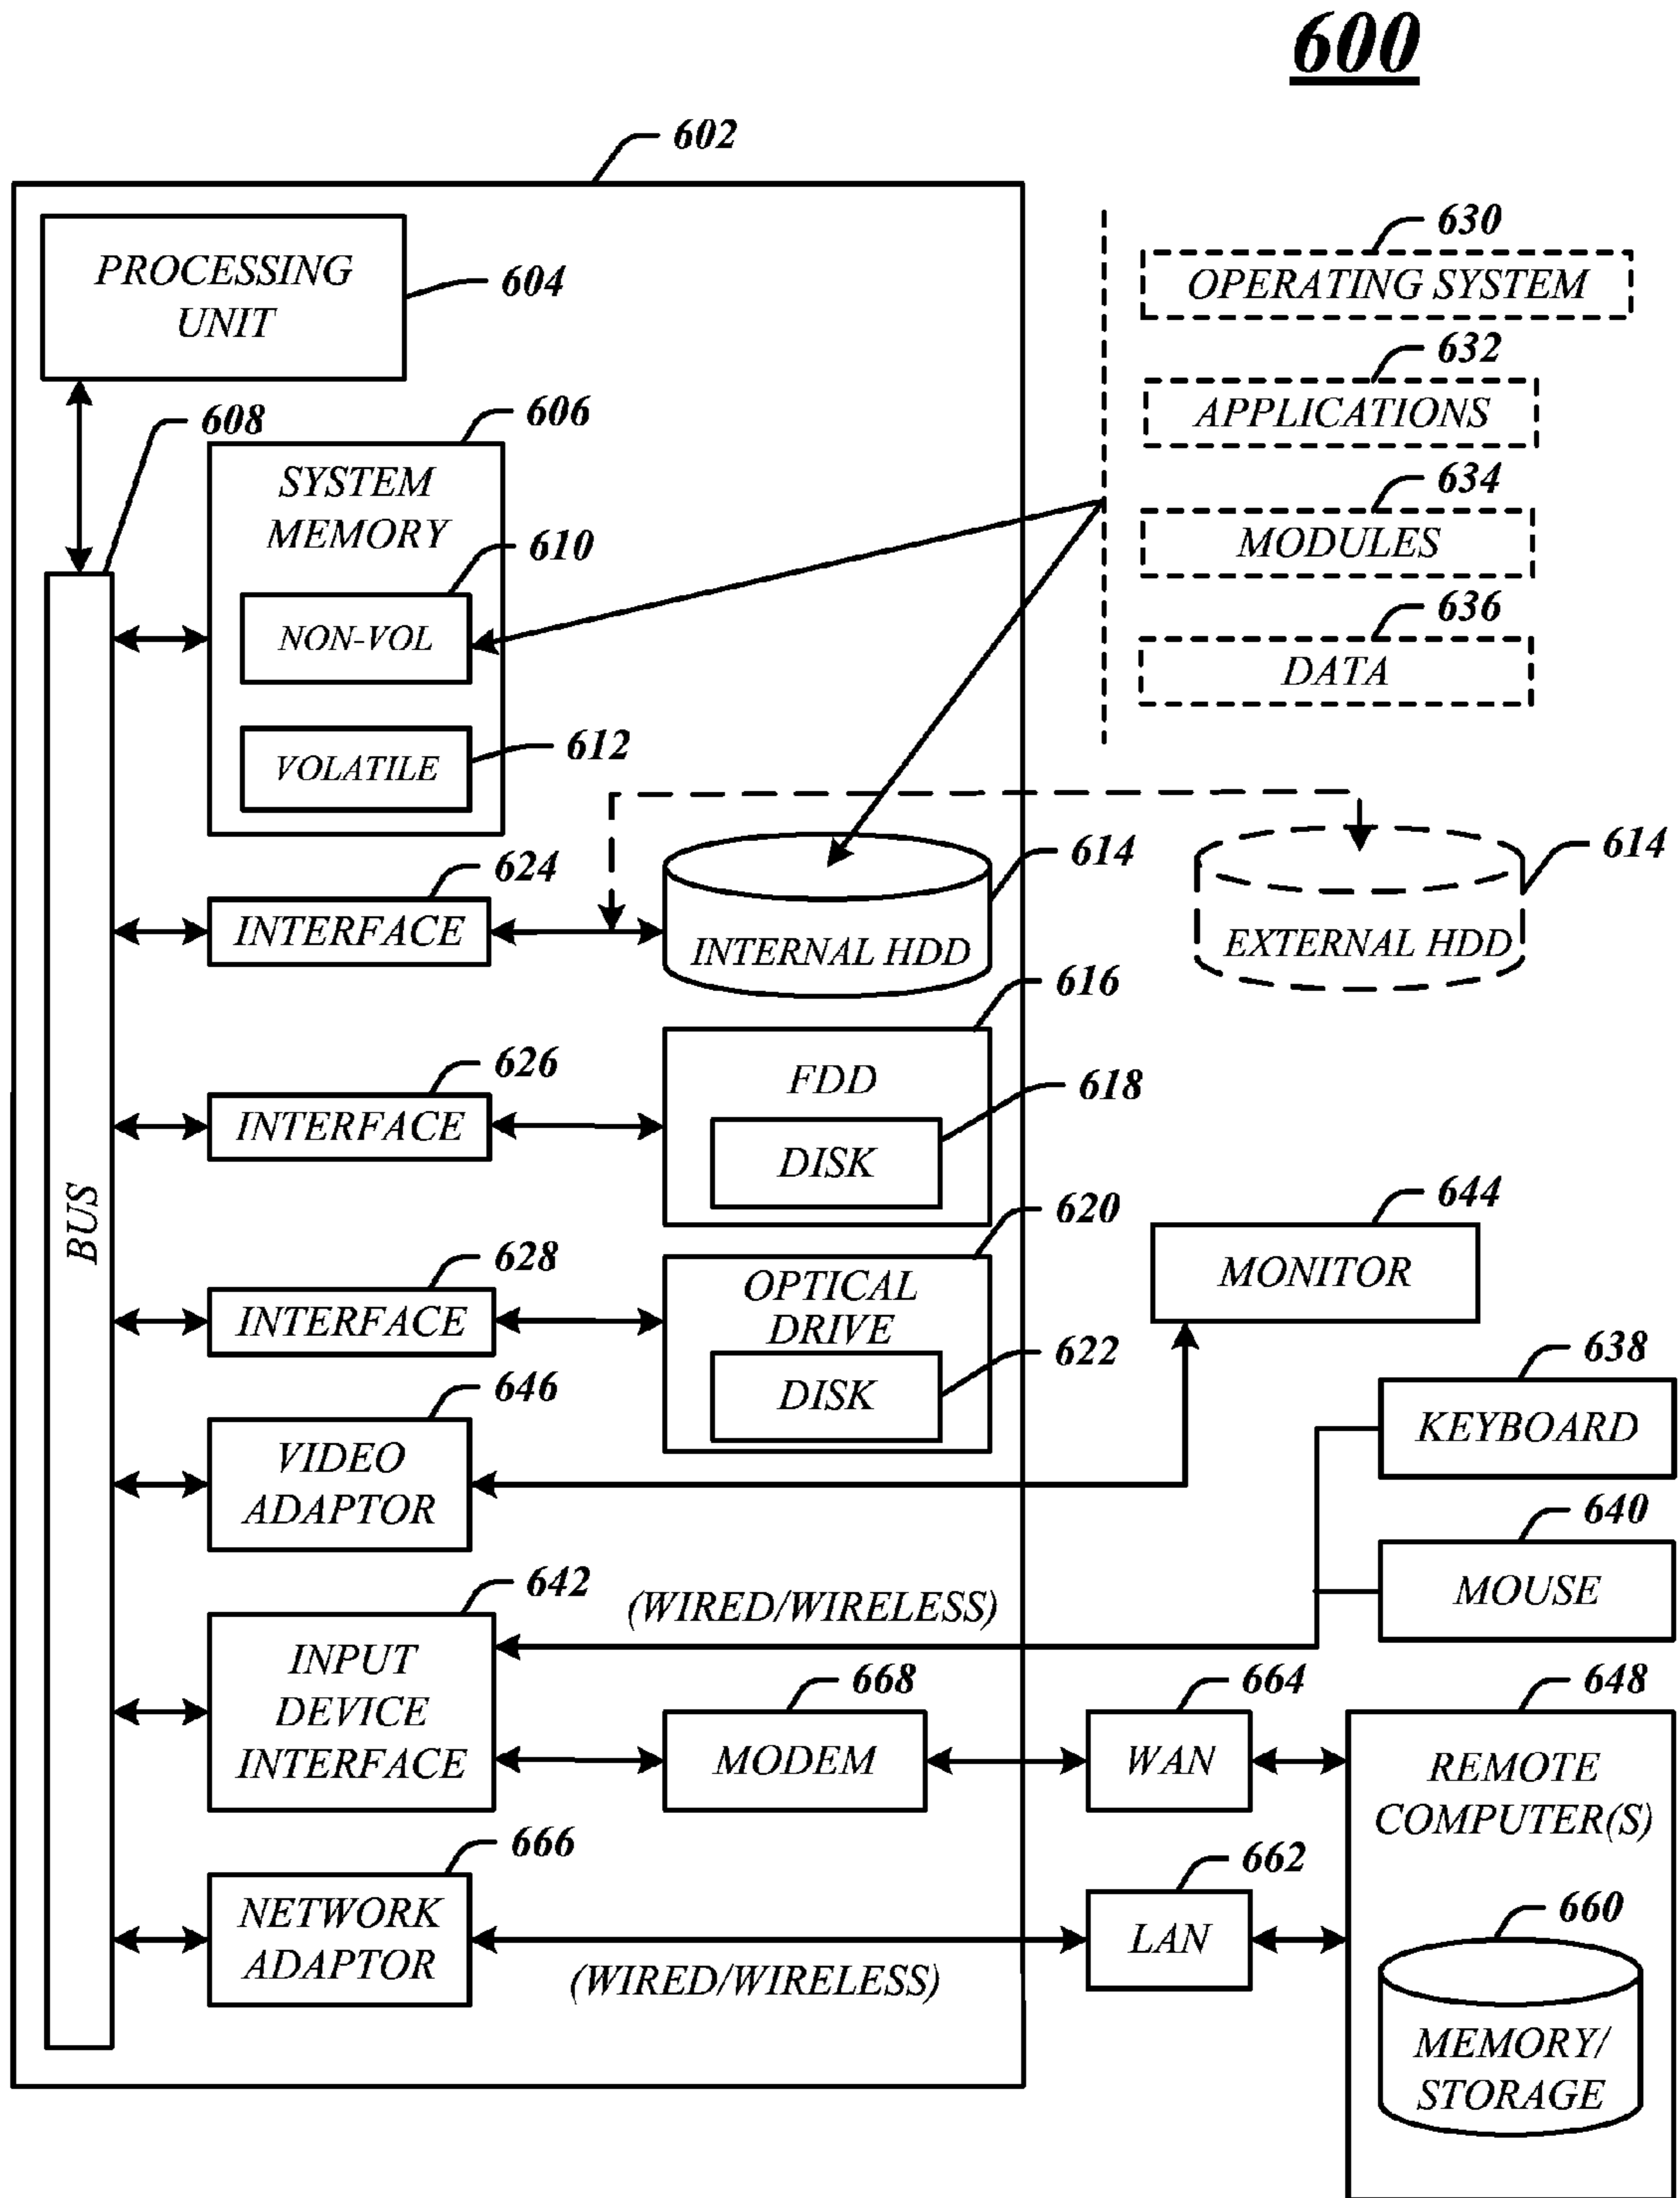 600
602
PROCESSING
UNIT
604
608
606
SYSTEM
MEMORY
610
NON-VOL
612
VOLATILE
630
OPERATING SYSTEM
632
APPLICATIONS
634
MODULES
636
DATA
BUS
624
INTERFACE
614
INTERNAL HDD
614
EXTERNAL HDD
626
INTERFACE
616
FDD
618
DISK
628
INTERFACE
620
OPTICAL
DRIVE
622
DISK
644
MONITOR
646
VIDEO
ADAPTOR
638
KEYBOARD
640
MOUSE
642
INPUT
DEVICE
INTERFACE
(WIRED/WIRELESS)
668
MODEM
664
WAN
648
REMOTE
COMPUTER(S)
666
NETWORK
ADAPTOR
(WIRED/WIRELESS)
662
LAN
660
MEMORY/
STORAGE